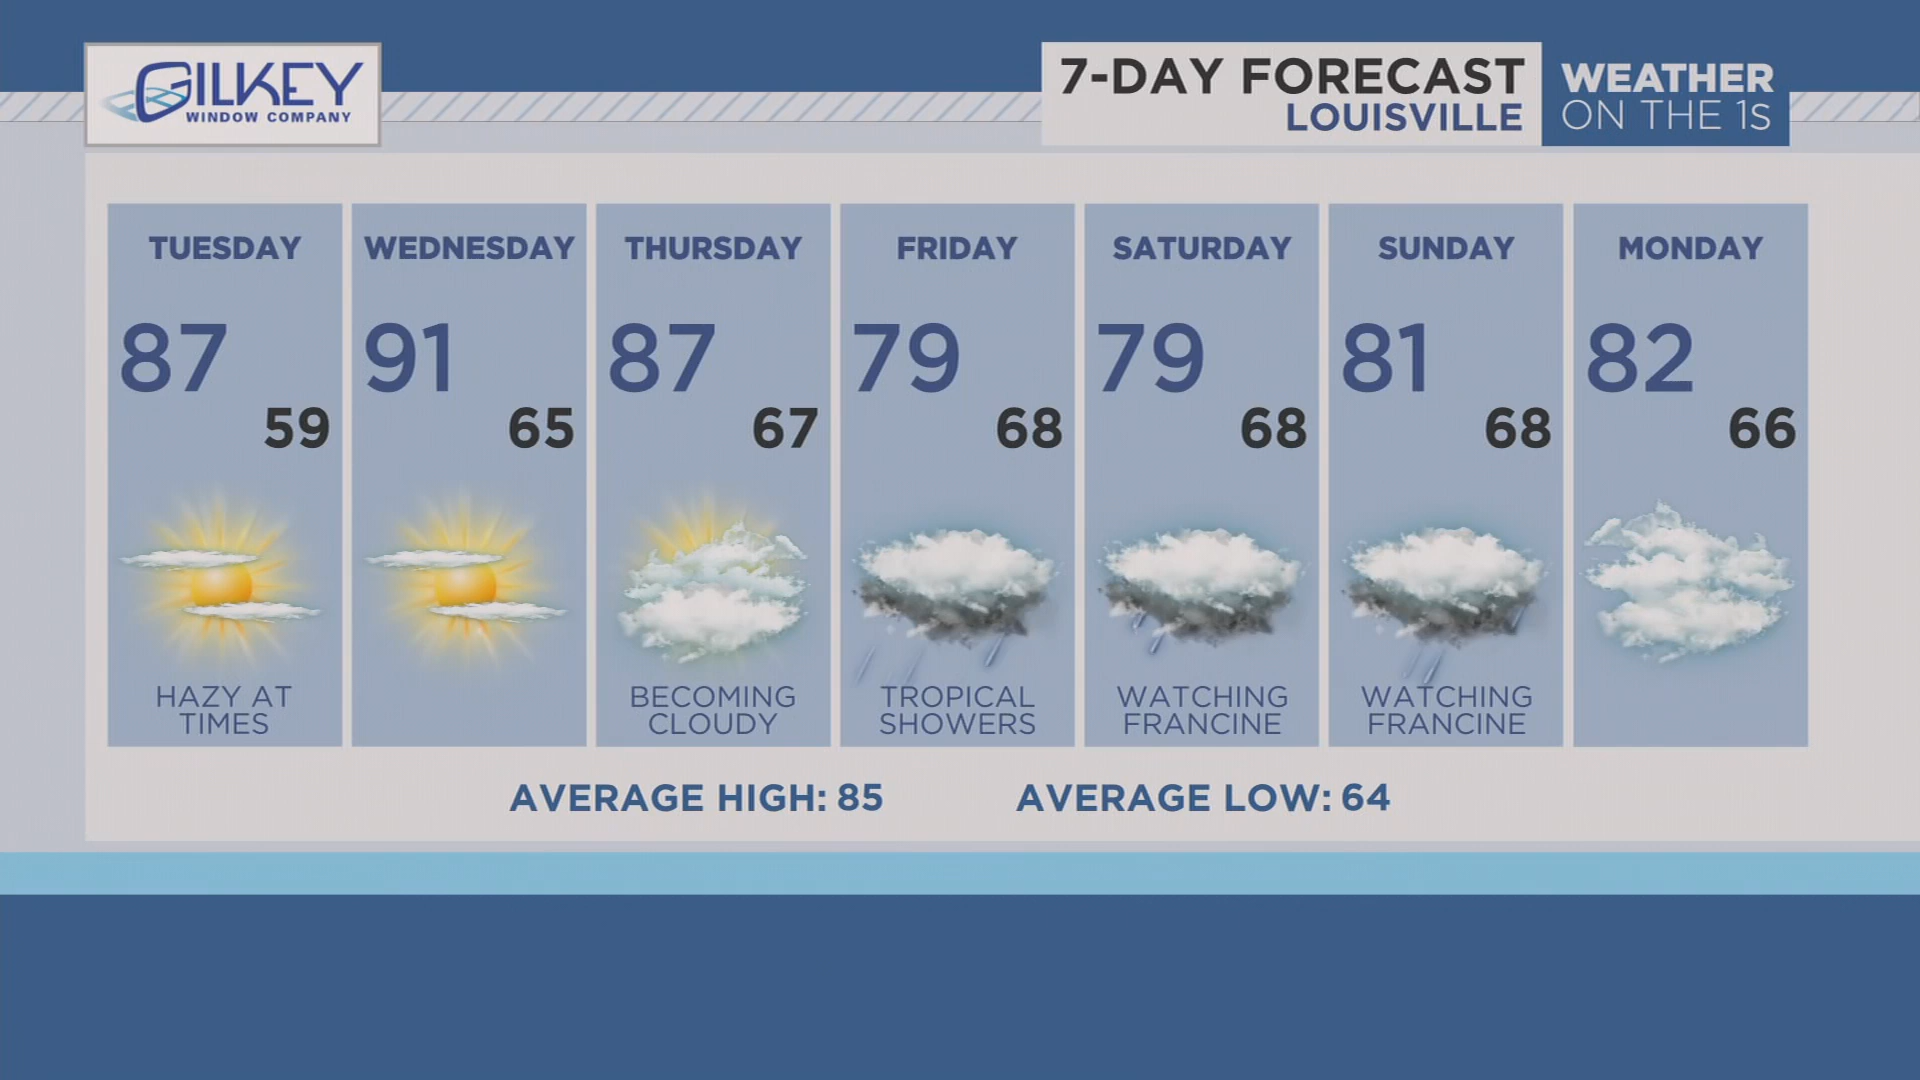 GILKEY
WINDOW COMPANY
7-DAY FORECAST
LOUISVILLE
WEATHER
ON THE 1s
TUESDAY
87
59
HAZY AT
TIMES
WEDNESDAY
91
65
THURSDAY
87
67
BECOMING
CLOUDY
FRIDAY
79
68
TROPICAL
SHOWERS
SATURDAY
79
68
WATCHING
FRANCINE
SUNDAY
81
68
WATCHING
FRANCINE
MONDAY
82
66
AVERAGE HIGH: 85
AVERAGE LOW: 64